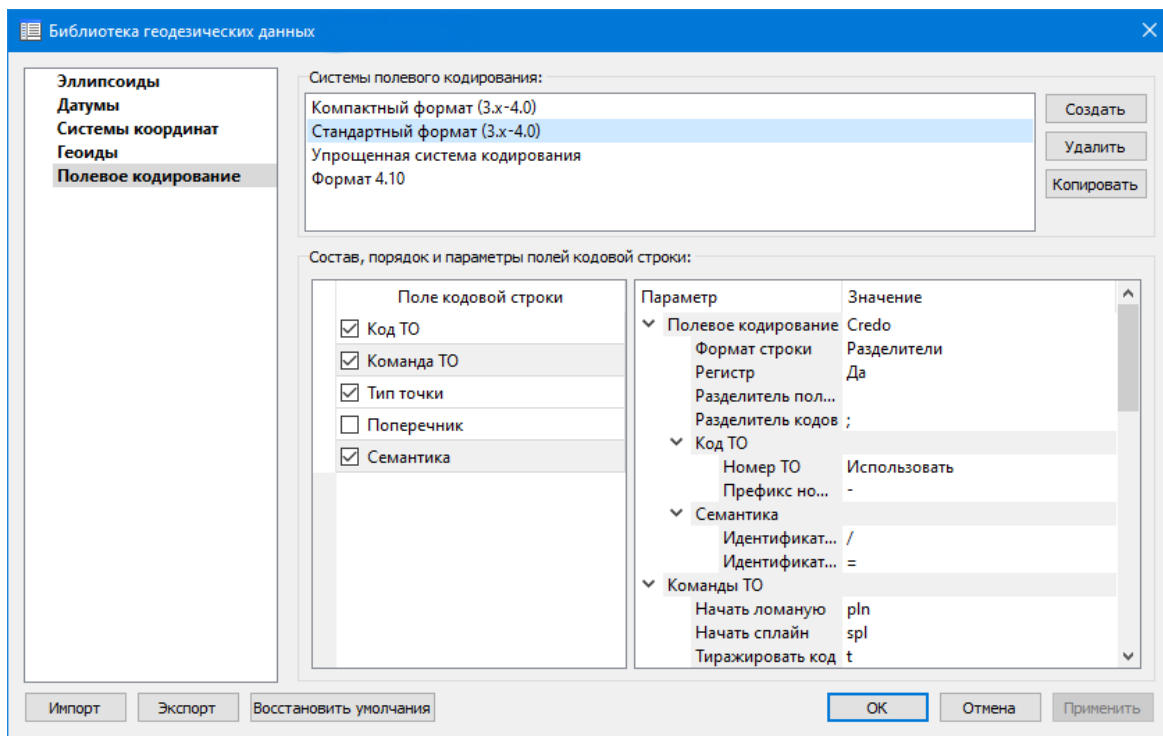 Библиотека геодезических данных
Эллипсоиды
Датумы
Системы координат
Геоиды
Полевое кодирование
Системы полевого кодирования:
Компактный формат (3.x-4.0)
Стандартный формат (3.x-4.0)
Упрощенная система кодирования
Формат 4.10
Создать
Удалить
Копировать
Состав, порядок и параметры полей кодовой строки:
Поле кодовой строки
Код ТО
Команда ТО
Тип точки
Поперечник
Семантика
Параметр Значение
Полевое кодирование Credo
Формат строки Разделители
Регистр Да
Разделитель пол...
Разделитель кодов ;
Код ТО
Номер ТО Использовать
Префикс но... -
Семантика
Идентификат... /
Идентификат... =
Команды ТО
Начать ломаную pln
Начать сплайн spl
Тиражировать код t
Импорт Экспорт Восстановить умолчания ОК Отмена Применить